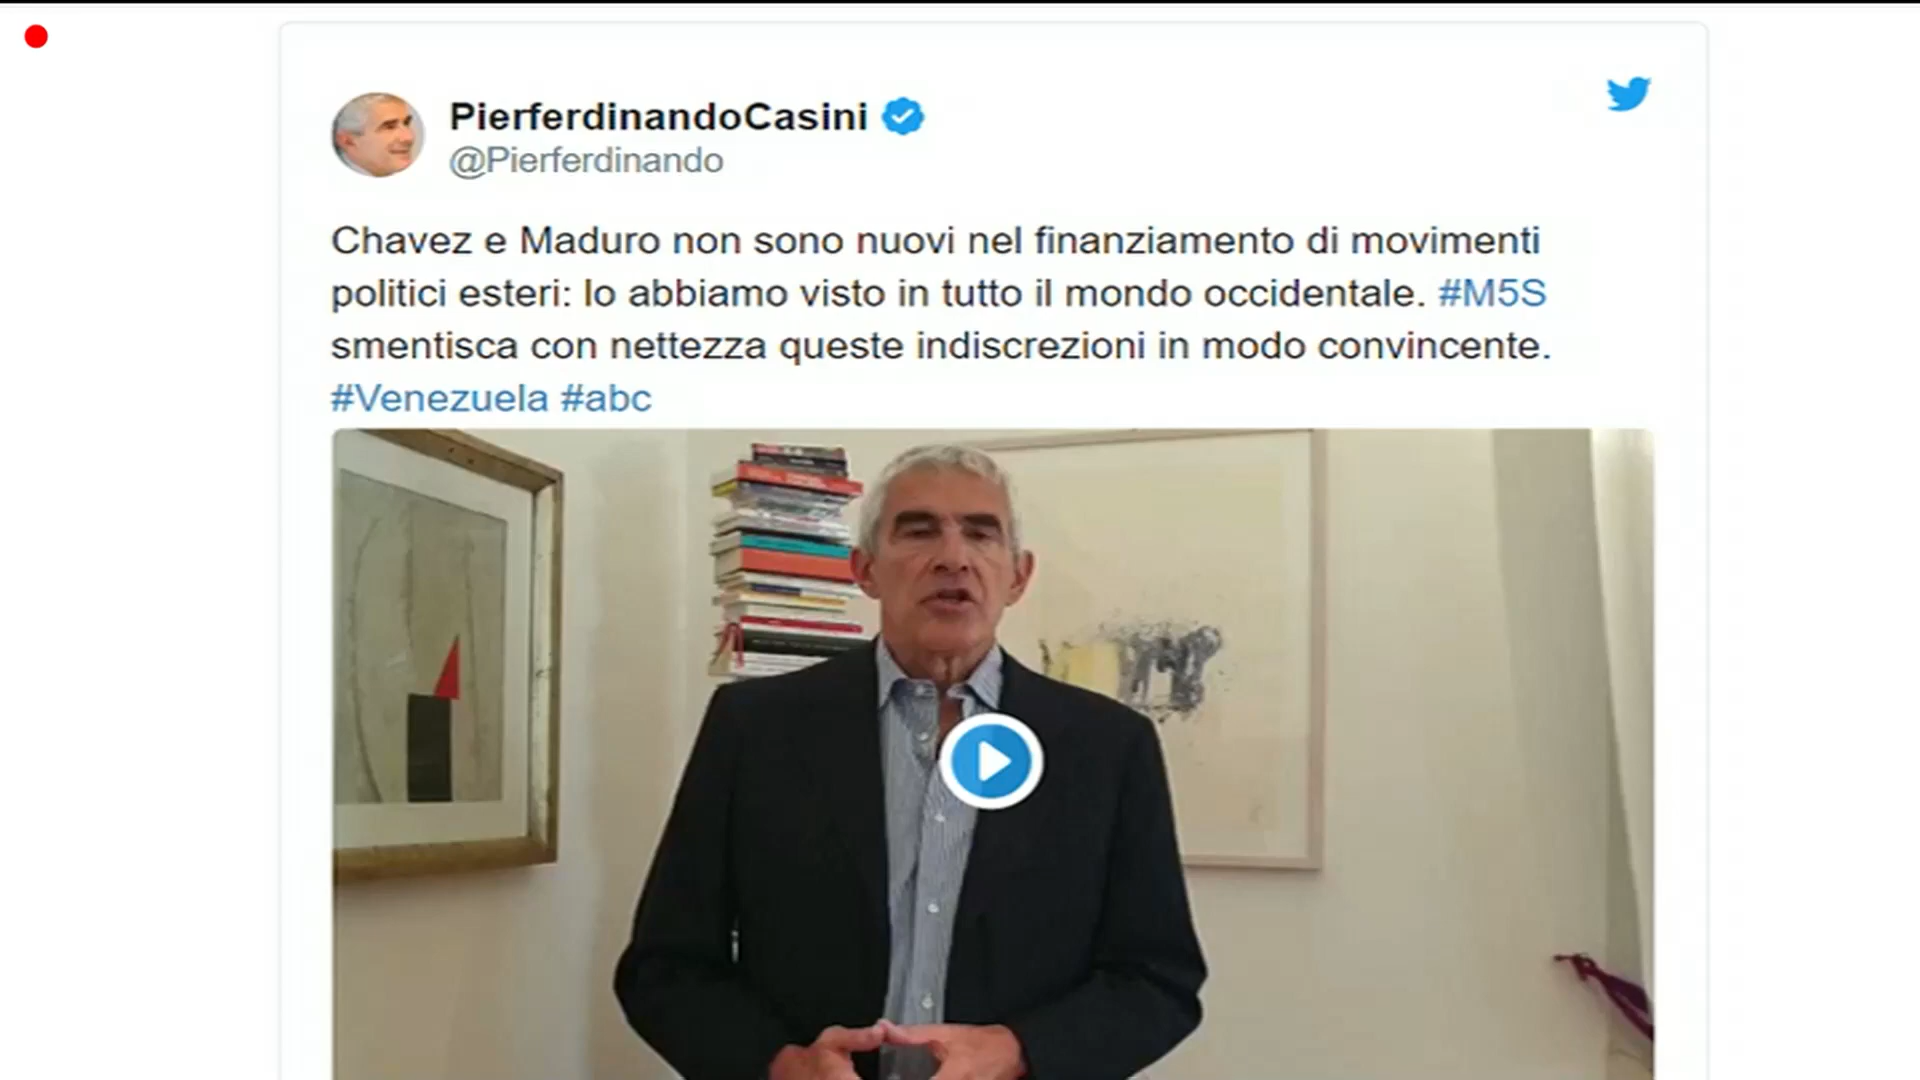 PierferdinandoCasini
@Pierferdinando
Chavez e Maduro non sono nuovi nel finanziamento di movimenti
politici esteri: lo abbiamo visto in tutto il mondo occidentale. #M5S
smentisca con nettezza queste indiscrezioni in modo convincente.
#Venezuela #abc